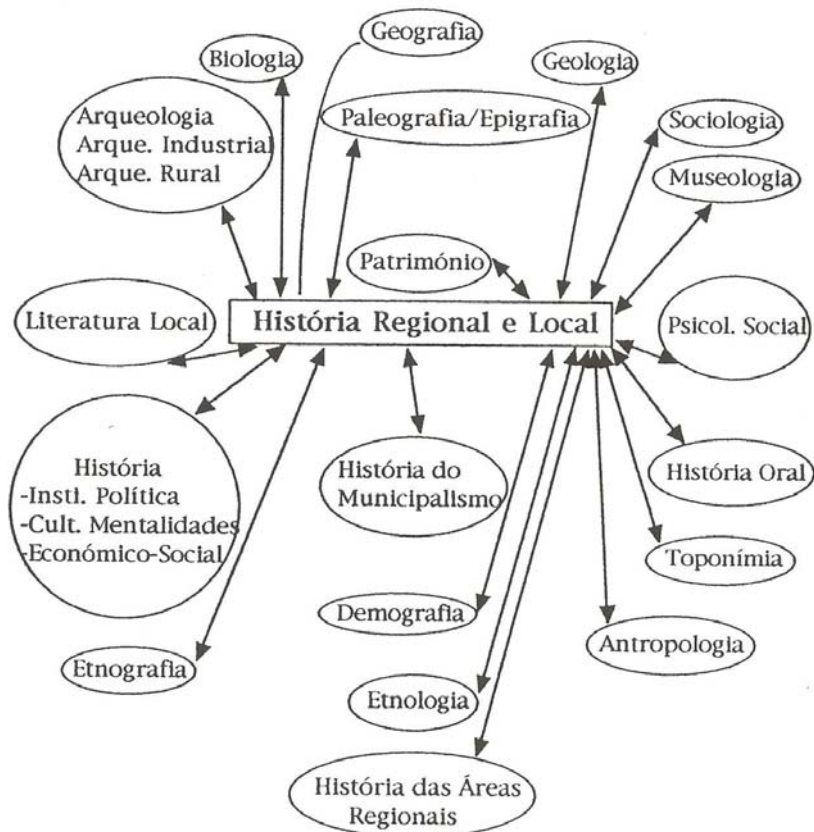 Geografia
Biologia
Geologia
Arqueologia
Arque. Industrial
Arque. Rural
Paleografia/Epigrafia
Sociologia
Museologia
Património
Literatura Local
História Regional e Local
Psicol. Social
História
-Insti. Política
-Cult. Mentalidades
-Económico-Social
História do
Municipalismo
História Oral
Toponímia
Demografia
Antropologia
Etnografia
Etnologia
História das Áreas
Regionais